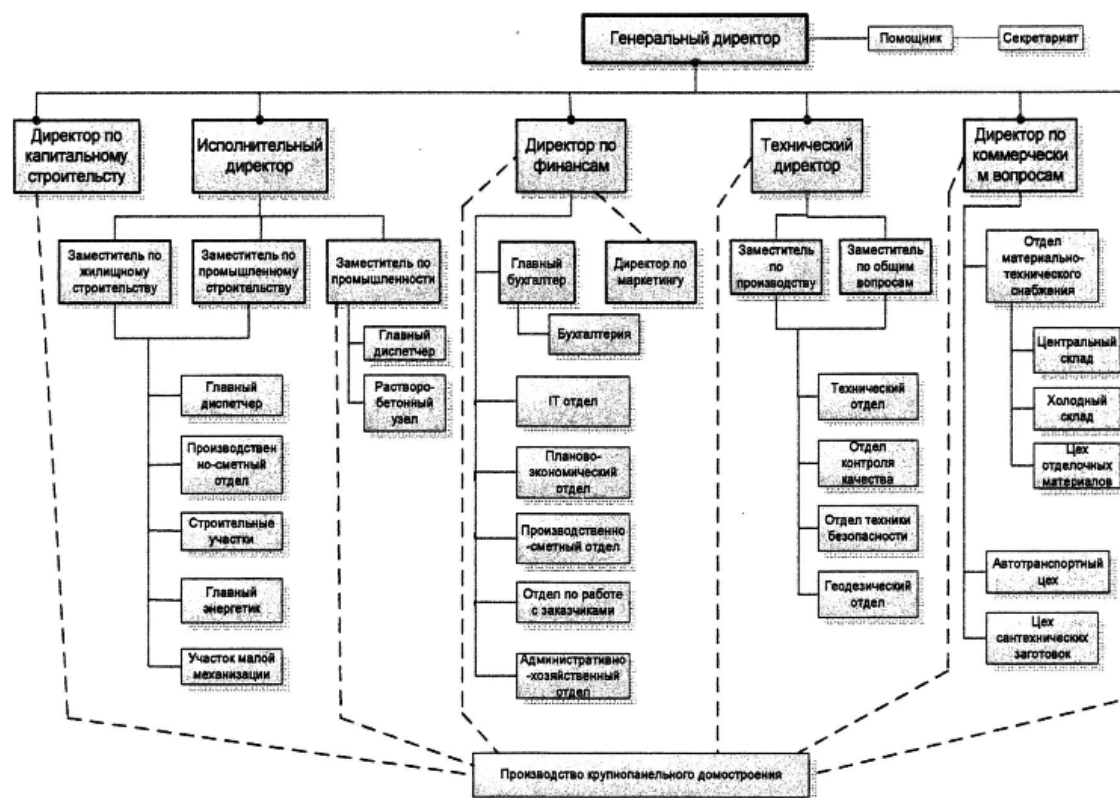 Генеральный директор
Помощник
Секретариат
Директор по
капитальному
строительсту
Исполнительный
директор
Директор по
финансам
Технический
директор
Директор по
коммерчески
м вопросам
Заместитель по
жилищному
строительству
Заместитель по
промышленному
строительству
Заместитель по
промышленности
Главный
бухгалтер
Директор по
маркетингу
Заместитель
по
производству
Заместитель
по общим
вопросам
Отдел
материально-
технического
снабжения
Главный
диспетчер
Растворо-
бетонный
узел
Бухгалтерия
Центральный
склад
Холодный
склад
Цех
отделочных
материалов
Главный
диспетчер
Производствен
но-сметный
отдел
Строительные
участки
Главный
энергетик
Участок малой
механизации
IT отдел
Планово-
экономический
отдел
Производственно
-сметный отдел
Отдел по работе
с заказчиками
Административно
-хозяйственный
отдел
Технический
отдел
Отдел
контроля
качества
Отдел техники
безопасности
Геодезический
отдел
Автотранспортный
цех
Цех
сантехнических
заготовок
Производство крупнопанельного домостроения